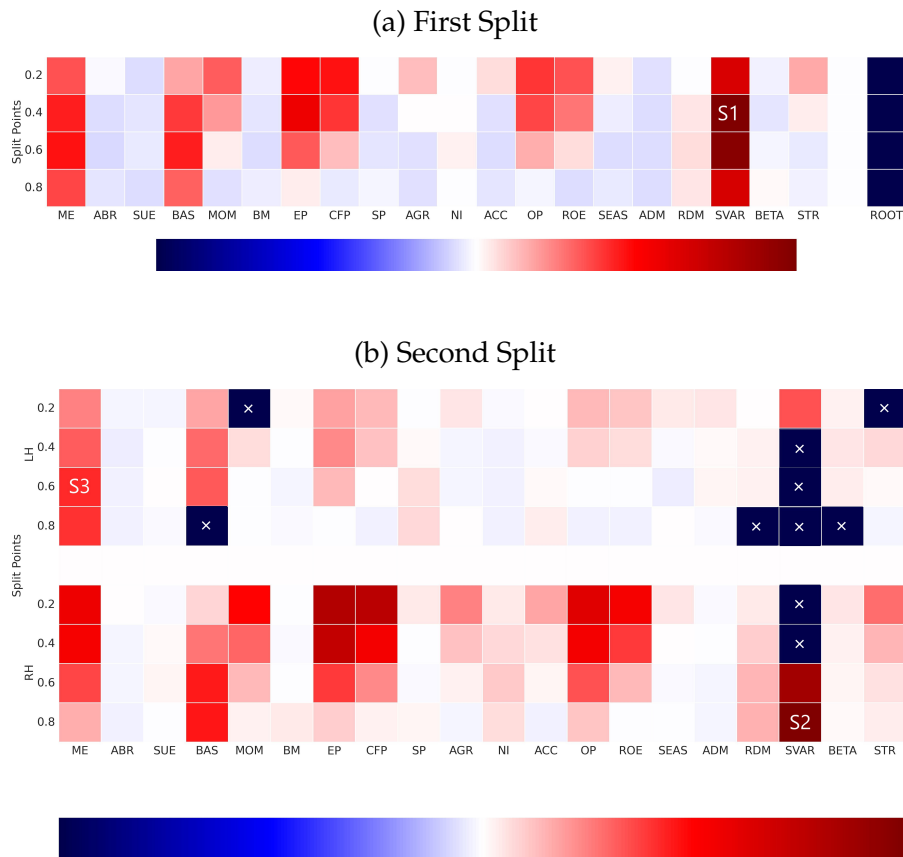 (a) First Split
0.2
0.4
S1
Split Points
0.6
0.8
ME ABR SUE BAS MOM BM EP CFP SP AGR NI ACC OP ROE SEAS ADM RDM SVAR BETA STR ROOT
(b) Second Split
0.2
× ×
LH
0.4
×
0.6
S3 ×
0.8
× × × ×
Split Points
0.2
×
0.4
×
RH
0.6
0.8
S2
ME ABR SUE BAS MOM BM EP CFP SP AGR NI ACC OP ROE SEAS ADM RDM SVAR BETA STR